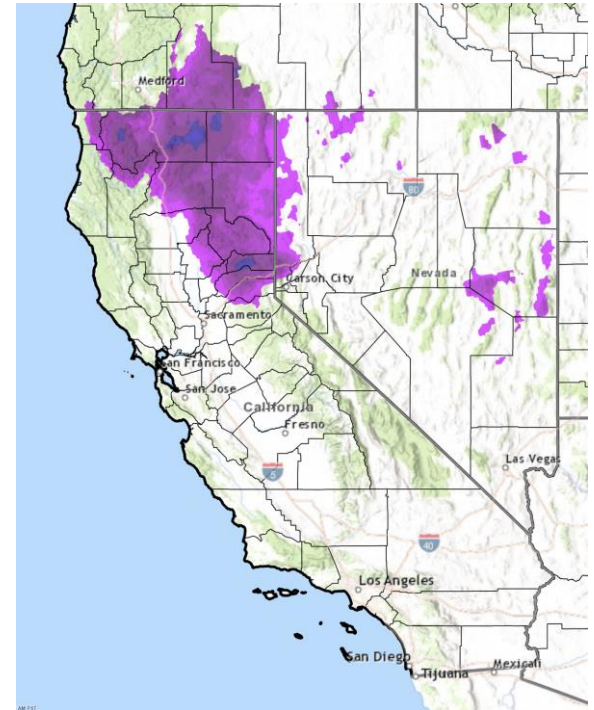 Medford
80
Carson City
Nevada
Sacramento
San Francisco
San Jose
California
Fresno
5
Las Vegas
40
Los Angeles
San Diego
Mexicali
Tijuana